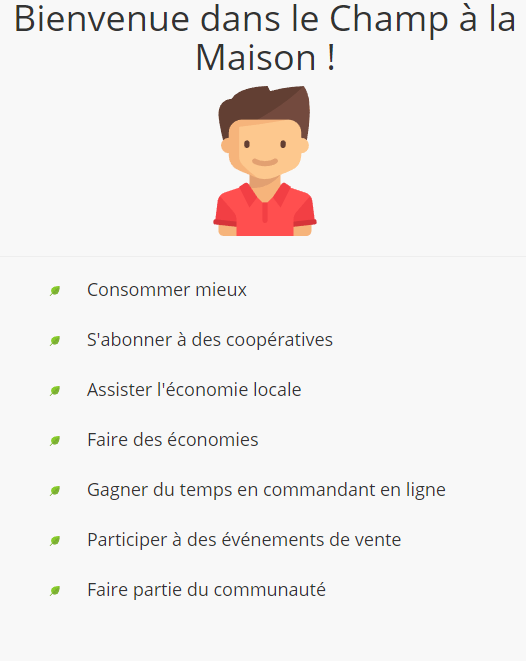 Bienvenue dans le Champ à la
Maison !
Consommer mieux
S'abonner à des coopératives
Assister l'économie locale
Faire des économies
Gagner du temps en commandant en ligne
Participer à des événements de vente
Faire partie du communauté